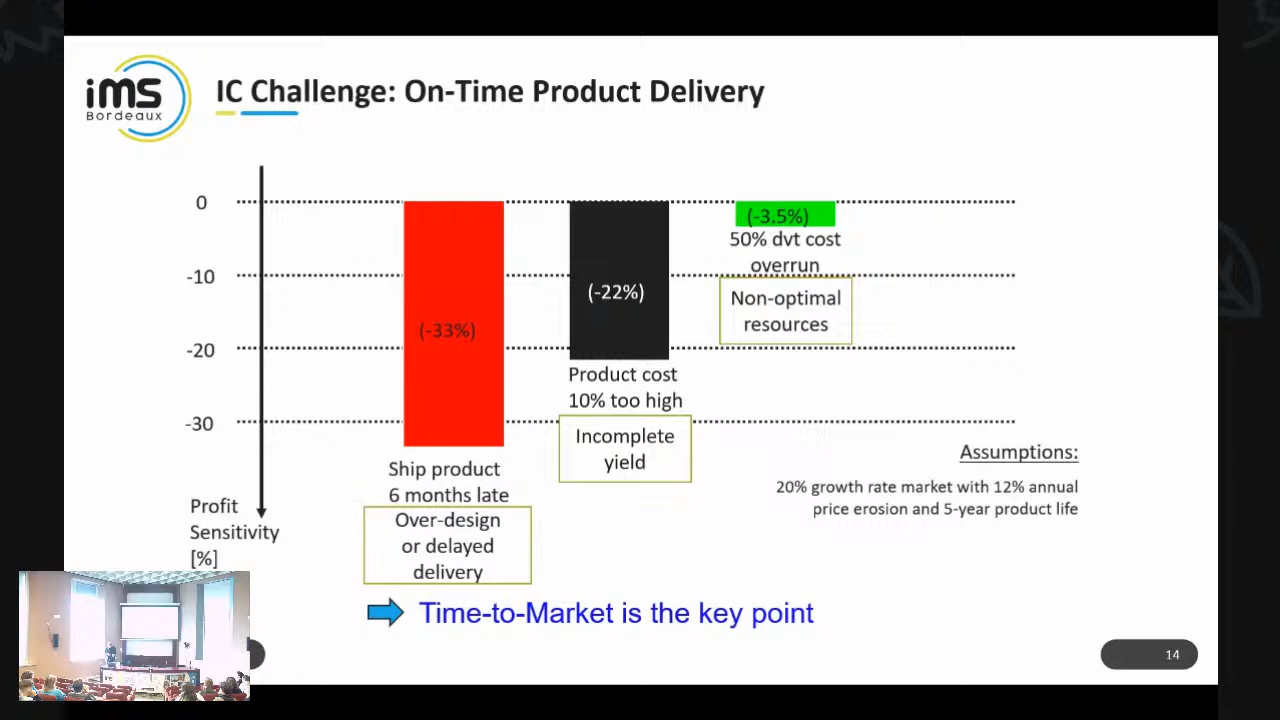 iMS
Bordeaux
IC Challenge: On-Time Product Delivery
0
-10
-20
-30
Profit
Sensitivity
[%]
(-33%)
Ship product
6 months late
Over-design
or delayed
delivery
(-22%)
Product cost
10% too high
Incomplete
yield
(-3.5%)
50% dvt cost
overrun
Non-optimal
resources
Assumptions:
20% growth rate market with 12% annual
price erosion and 5-year product life
Time-to-Market is the key point
14